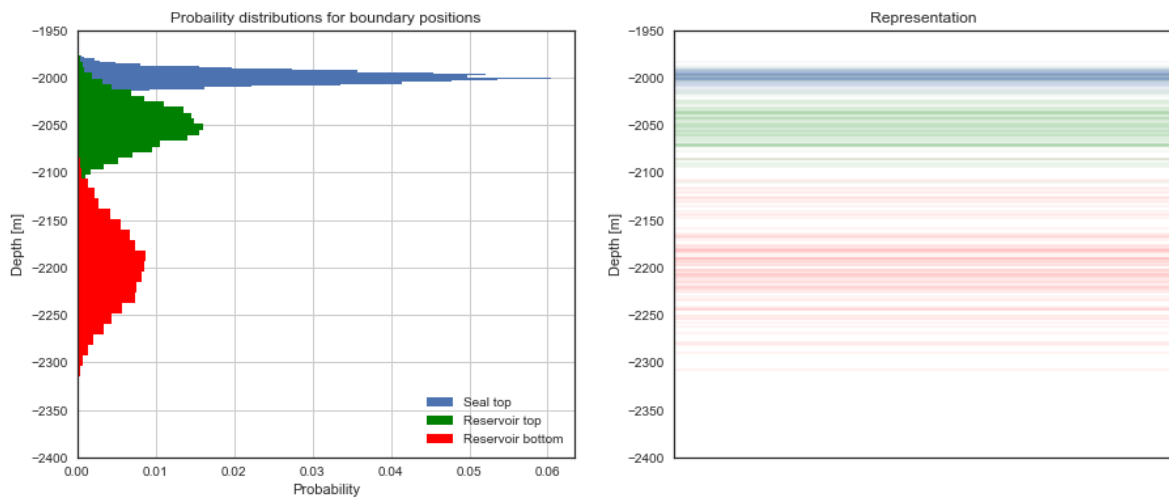 Probaility distributions for boundary positions
−1950
−2000
−2050
−2100
−2150
−2200
−2250
−2300
−2350
−2400
Depth [m]
Seal top
Reservoir top
Reservoir bottom
0.00 0.01 0.02 0.03 0.04 0.05 0.06
Probability
Representation
−1950
−2000
−2050
−2100
−2150
−2200
−2250
−2300
−2350
−2400
Depth [m]